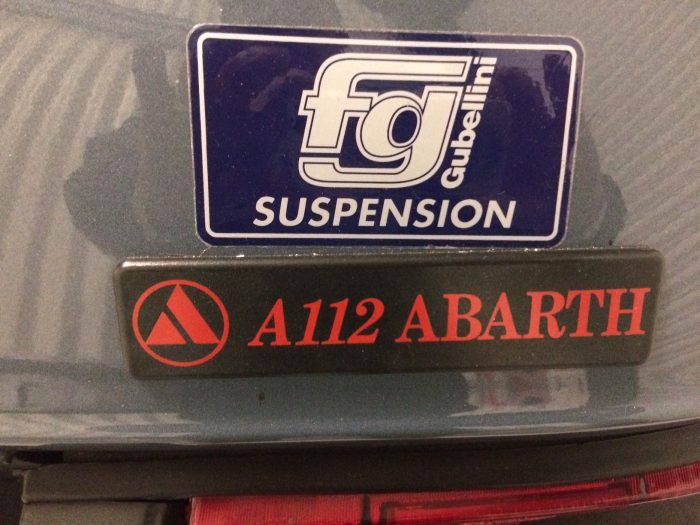 fg
Gubellini
SUSPENSION
A112 ABARTH